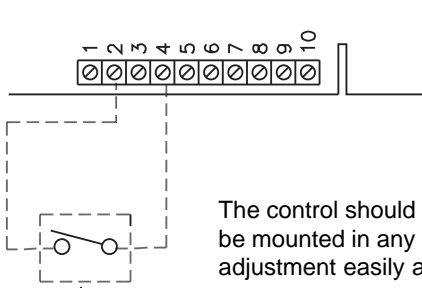 1 2 3 4 5 6 7 8 9 10
The control should
be mounted in any
adjustment easily a